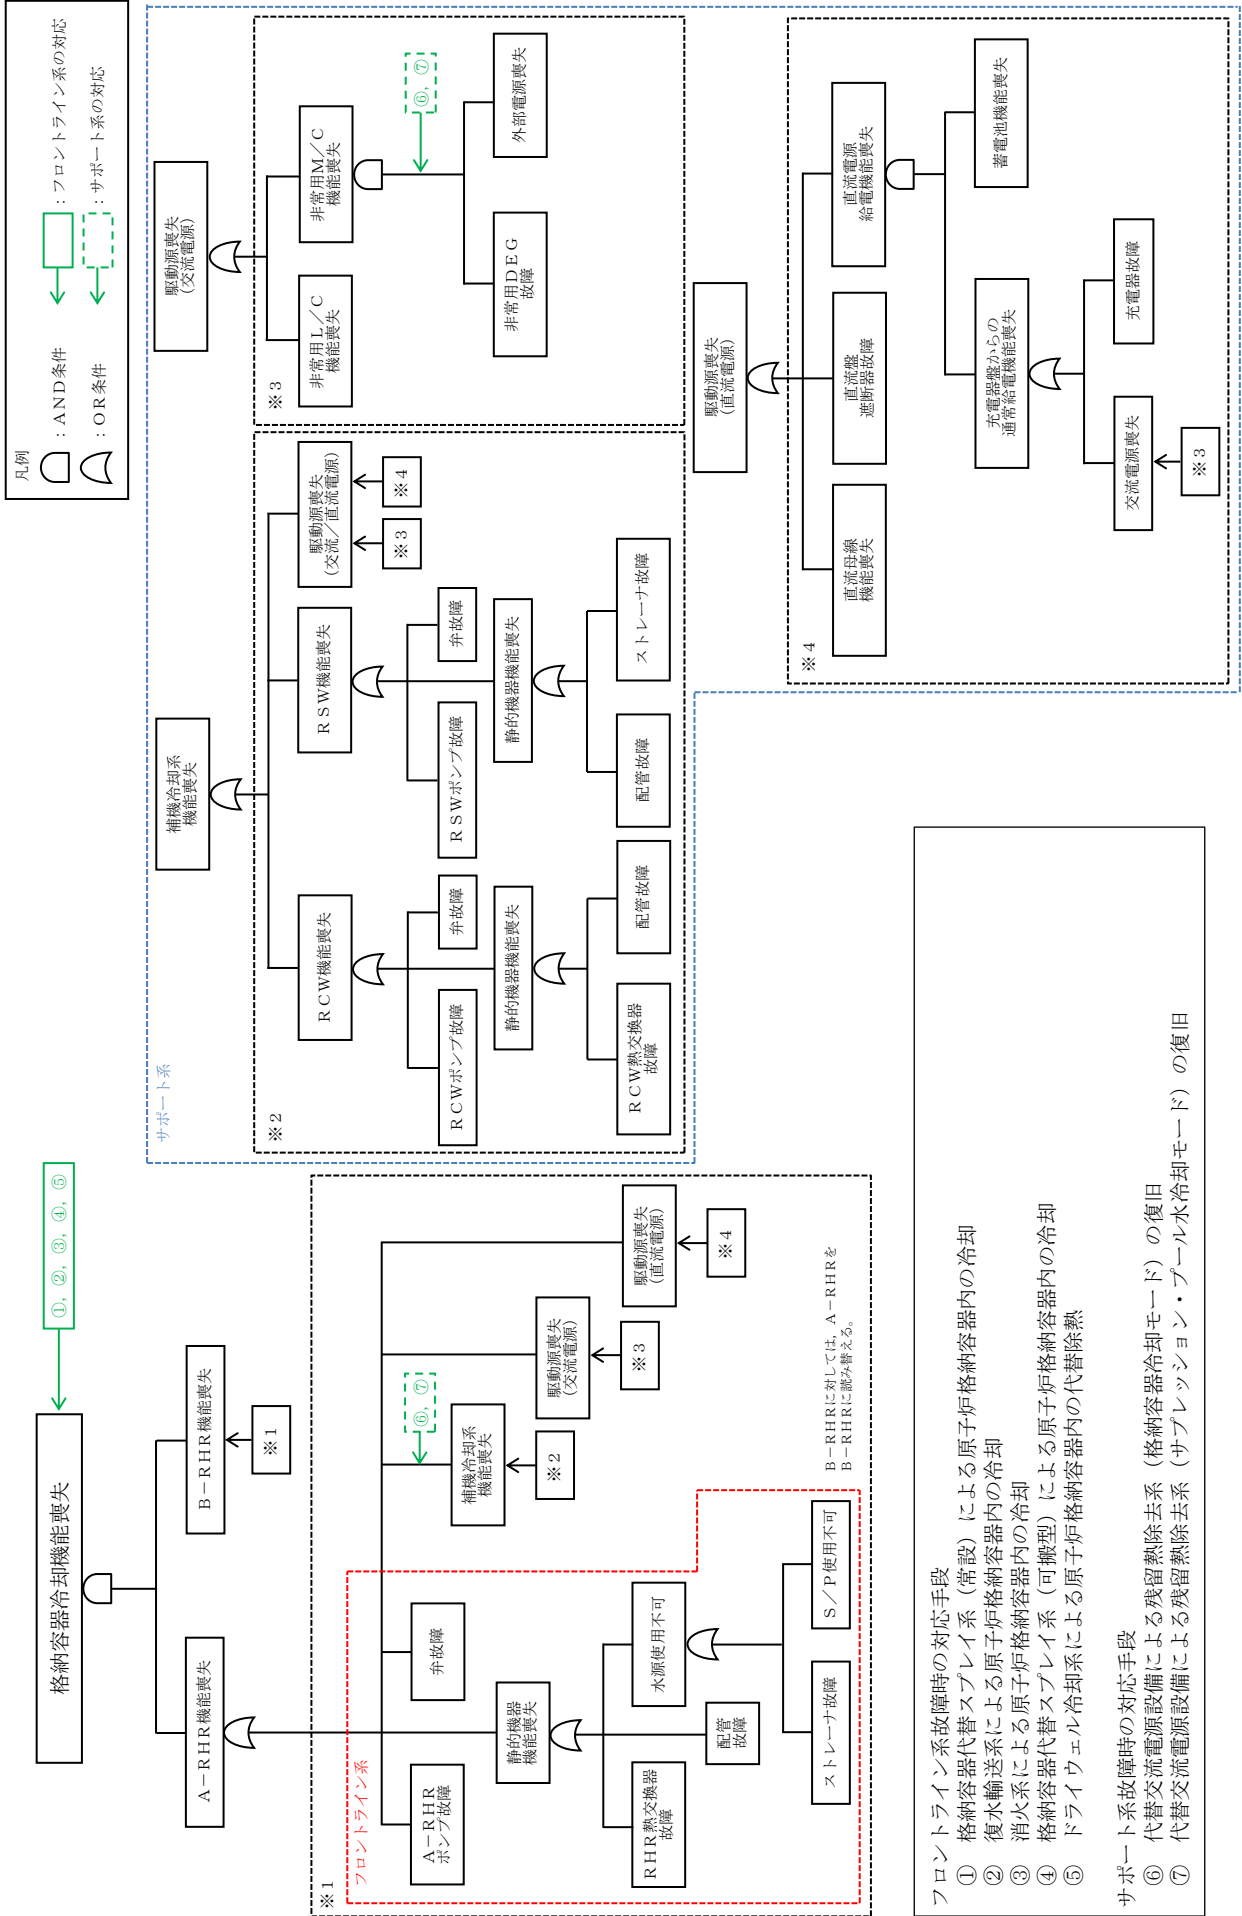 凡例
：AND条件
：OR条件
：フロントライン系の対応
：サポート系の対応
格納容器冷却機能喪失
①，②，③，④，⑤
A－RHR機能喪失
B－RHR機能喪失
※1
※1
フロントライン系
A－RHR
ポンプ故障
弁故障
静的機器
機能喪失
RHR熱交換器
故障
配管
故障
水源使用不可
ストレーナ故障
S／P使用不可
補機冷却系
機能喪失
⑥，⑦
※2
駆動源喪失
(交流電源)
※3
駆動源喪失
(直流電源)
※4
B－RHRに対しては，A－RHRを
B－RHRに読み替える。
サポート系
補機冷却系
機能喪失
※2
RCW機能喪失
RCWポンプ故障
弁故障
静的機器機能喪失
RCW熱交換器
故障
配管故障
RSW機能喪失
RSWポンプ故障
弁故障
静的機器機能喪失
配管故障
ストレーナ故障
駆動源喪失
(交流／直流電源)
※3
※4
駆動源喪失
(交流電源)
※3
非常用L／C
機能喪失
非常用M／C
機能喪失
⑥，⑦
非常用DEG
故障
外部電源喪失
駆動源喪失
(直流電源)
※4
直流母線
機能喪失
直流盤
遮断器故障
直流電源
給電機能喪失
充電器盤からの
通常給電機能喪失
蓄電池機能喪失
交流電源喪失
※3
充電器故障
フロントライン系故障時の対応手段
① 格納容器代替スプレイ系（常設）による原子炉格納容器内の冷却
② 復水輸送系による原子炉格納容器内の冷却
③ 消火系による原子炉格納容器内の冷却
④ 格納容器代替スプレイ系（可搬型）による原子炉格納容器内の冷却
⑤ ドライウェル冷却系による原子炉格納容器内の代替除熱
サポート系故障時の対応手段
⑥ 代替交流電源設備による残留熱除去系（格納容器冷却モード）の復旧
⑦ 代替交流電源設備による残留熱除去系（サプレッション・プール水冷却モード）の復旧